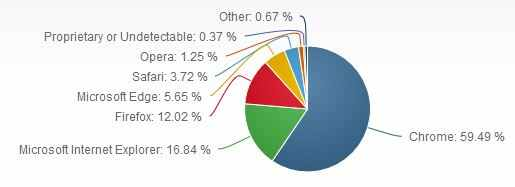 Other: 0.67 %
Proprietary or Undetectable: 0.37 %
Opera: 1.25 %
Safari: 3.72 %
Microsoft Edge: 5.65 %
Firefox: 12.02 %
Chrome: 59.49 %
Microsoft Internet Explorer: 16.84 %